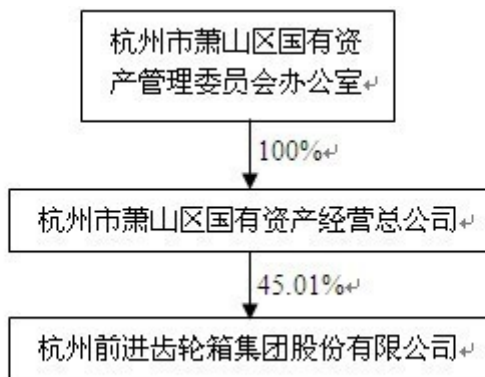 杭州市萧山区国有资
产管理委员会办公室↵
100%↵
杭州市萧山区国有资产经营总公司↵
45.01%↵
杭州前进齿轮箱集团股份有限公司↵